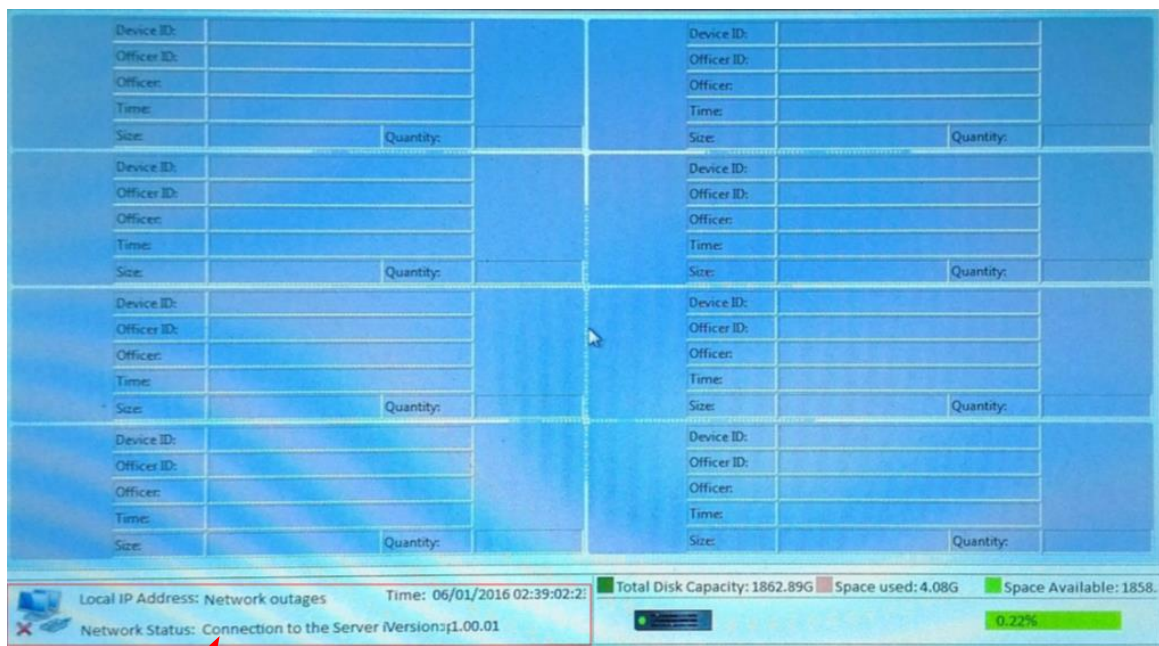 Device ID:
Officer ID:
Officer:
Time:
Size: Quantity:
Device ID:
Officer ID:
Officer:
Time:
Size: Quantity:
Device ID:
Officer ID:
Officer:
Time:
Size: Quantity:
Device ID:
Officer ID:
Officer:
Time:
Size: Quantity:
Device ID:
Officer ID:
Officer:
Time:
Size: Quantity:
Device ID:
Officer ID:
Officer:
Time:
Size: Quantity:
Device ID:
Officer ID:
Officer:
Time:
Size: Quantity:
Device ID:
Officer ID:
Officer:
Time:
Size: Quantity:
Local IP Address: Network outages Time: 06/01/2016 02:39:02:2
Network Status: Connection to the Server Version: 1.00.01
Total Disk Capacity: 1862.89G Space used: 4.08G Space Available: 1858.
0.22%